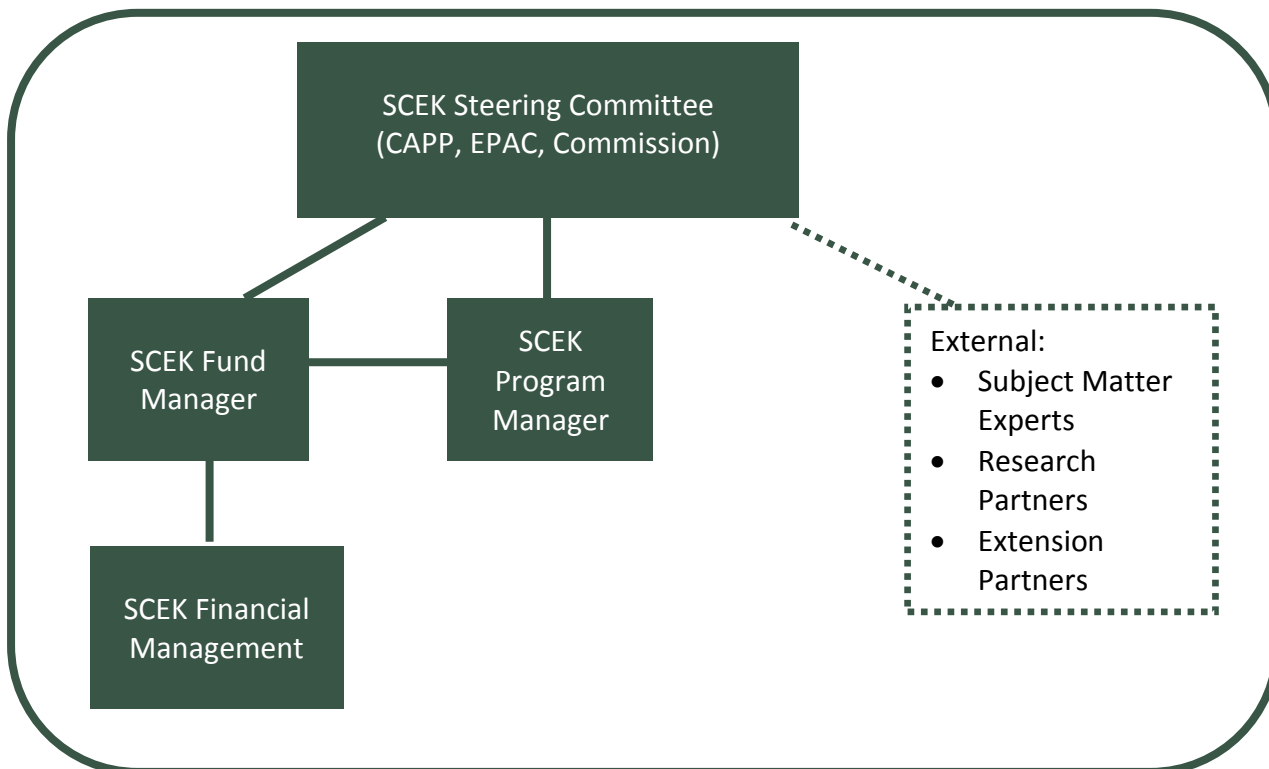 SCEK Steering Committee
(CAPP, EPAC, Commission)
SCEK Fund
Manager
SCEK
Program
Manager
External:
• Subject Matter
Experts
• Research
Partners
• Extension
Partners
SCEK Financial
Management